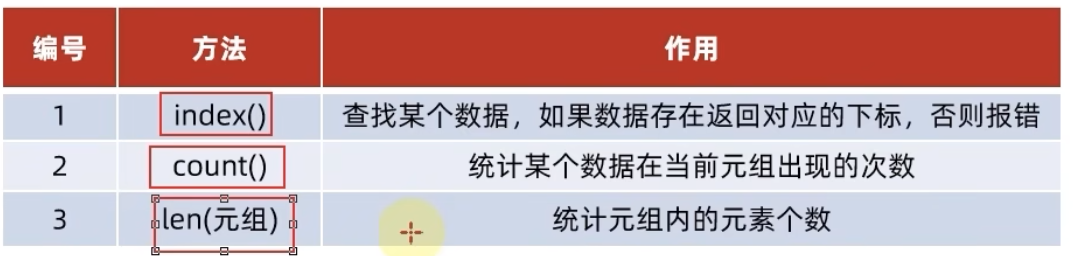 编号 方法 作用
1 index() 查找某个数据，如果数据存在返回对应的下标，否则报错
2 count() 统计某个数据在当前元组出现的次数
3 len(元组) 统计元组内的元素个数